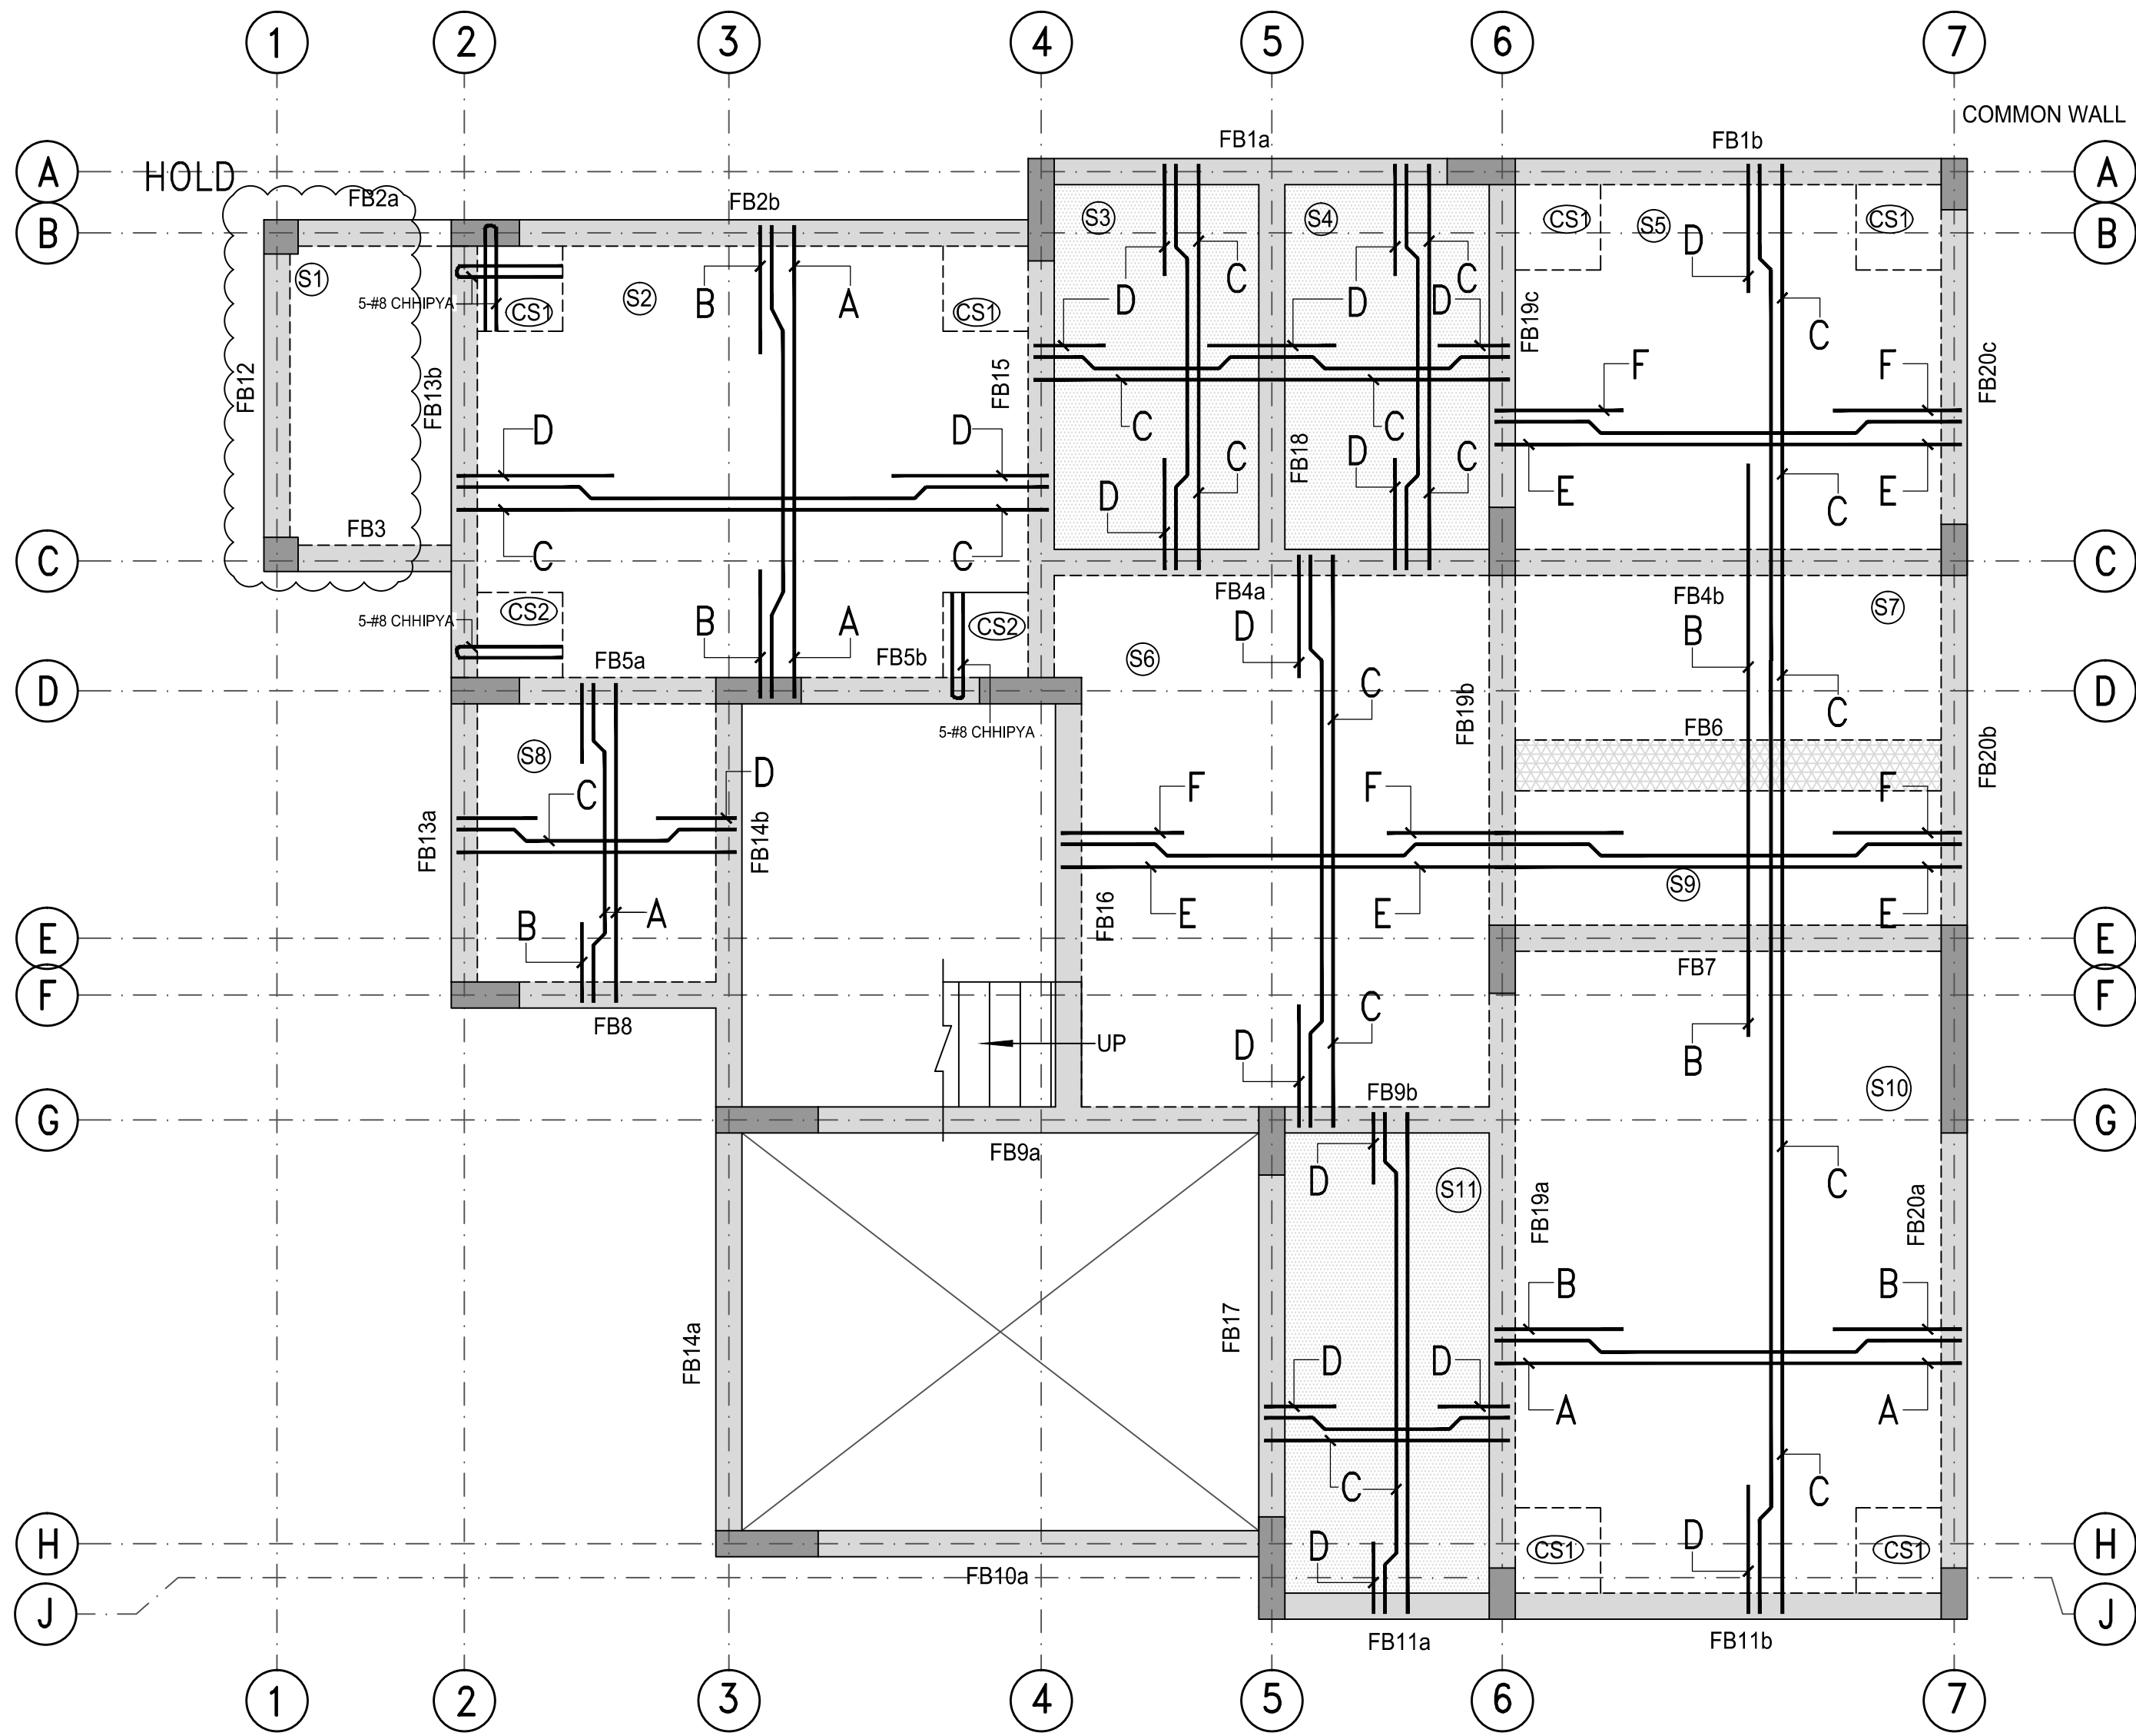 1 2 3 4 5 6 7
COMMON WALL
FB1a FB1b
A HOLD A
FB2a FB2b
B S3 S4 CS1 S5 CS1 B
D
S1 D C D C
5-#8 CHHIPYA CS1 S2 B A CS1 D D D
FB12 FB13b FB15 FB19c C FB20c
F F
D D C C FB18 D C
D C E C E
FB3
C C C C
CS2 B A CS2 FB4a FB4b S7
5-#8 CHHIPYA D B
FB5a FB5b S6
D C FB19b C D
5-#8 CHHIPYA FB6
S8 D FB20b
C F F F
FB13a FB14b
S9
B A FB16 E E E
E E
FB7
F F
FB8 UP C B
D
FB9b S10
G G
FB9a D S11 C
FB14a FB17 FB19a FB20a
B B
D D
A A
C C
H D CS1 D CS1 H
FB10a
J J
FB11a FB11b
1 2 3 4 5 6 7